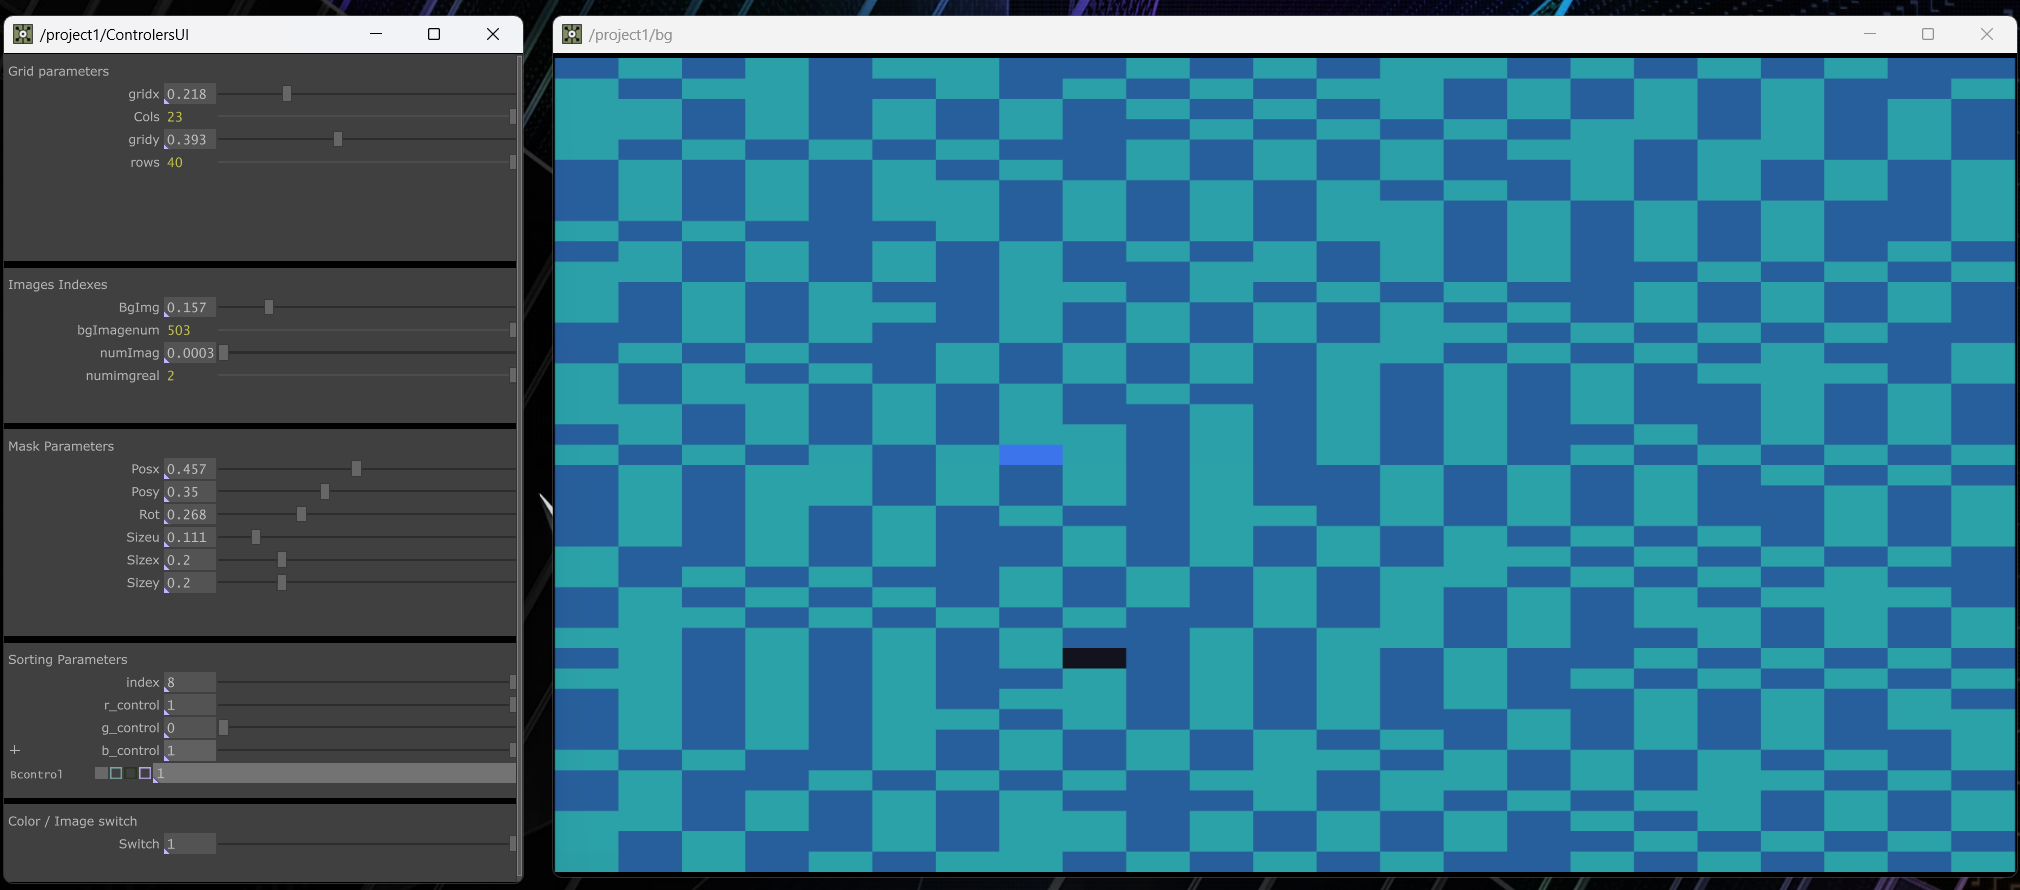 /project1/ControlersUI
Grid parameters
gridx 0.218
Cols 23
gridy 0.393
rows 40
Images Indexes
BgImg 0.157
bgImagenum 503
numImag 0.0003
numimgreal 2
Mask Parameters
Posx 0.457
Posy 0.35
Rot 0.268
Sizeu 0.111
Sizex 0.2
Sizey 0.2
Sorting Parameters
index 8
r_control 1
g_control 0
+ b_control 1
Bcontrol 1
Color / Image switch
Switch 1
/project1/bg